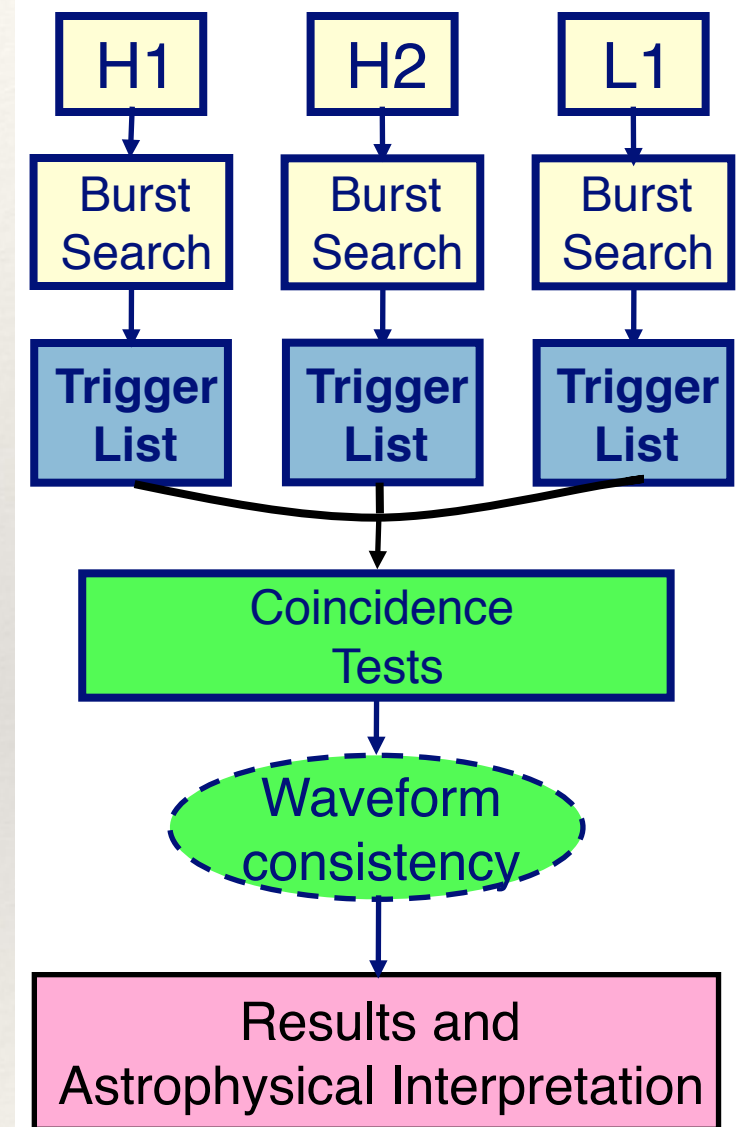 H1
H2
L1
Burst
Search
Burst
Search
Burst
Search
Trigger
List
Trigger
List
Trigger
List
Coincidence
Tests
Waveform
consistency
Results and
Astrophysical Interpretation